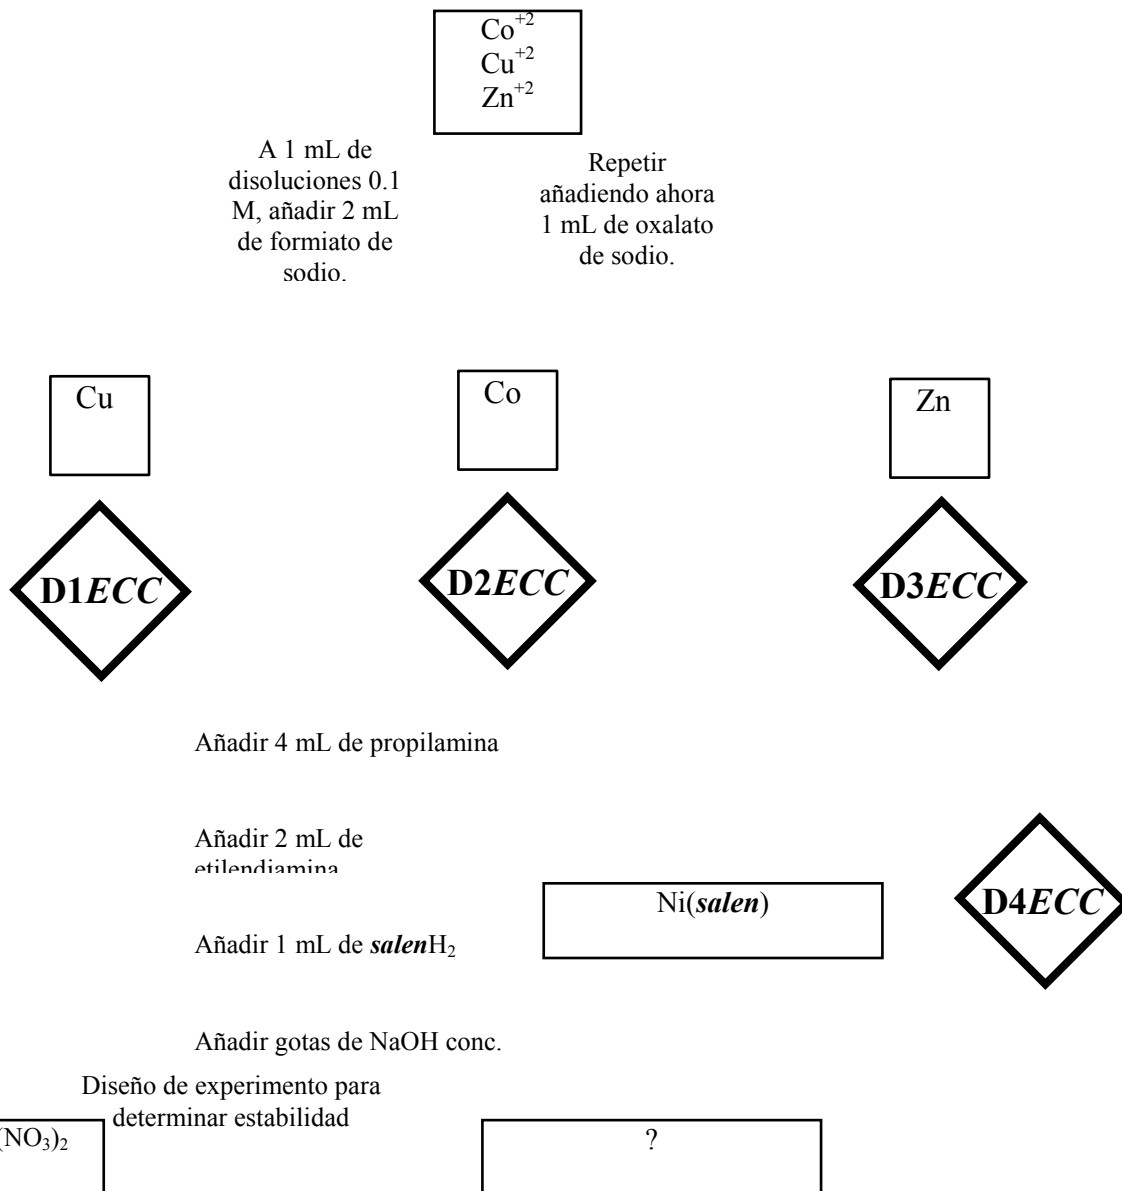 Co+2
Cu+2
Zn+2
A 1 mL de
disoluciones 0.1
M, añadir 2 mL
de formiato de
sodio.
Repetir
añadiendo ahora
1 mL de oxalato
de sodio.
Cu
Co
Zn
D1ECC
D2ECC
D3ECC
Añadir 4 mL de propilamina
Añadir 2 mL de
etilendiamina
Ni(salen)
D4ECC
Añadir 1 mL de salenH2
Añadir gotas de NaOH conc.
Diseño de experimento para
determinar estabilidad
(NO3)2
?